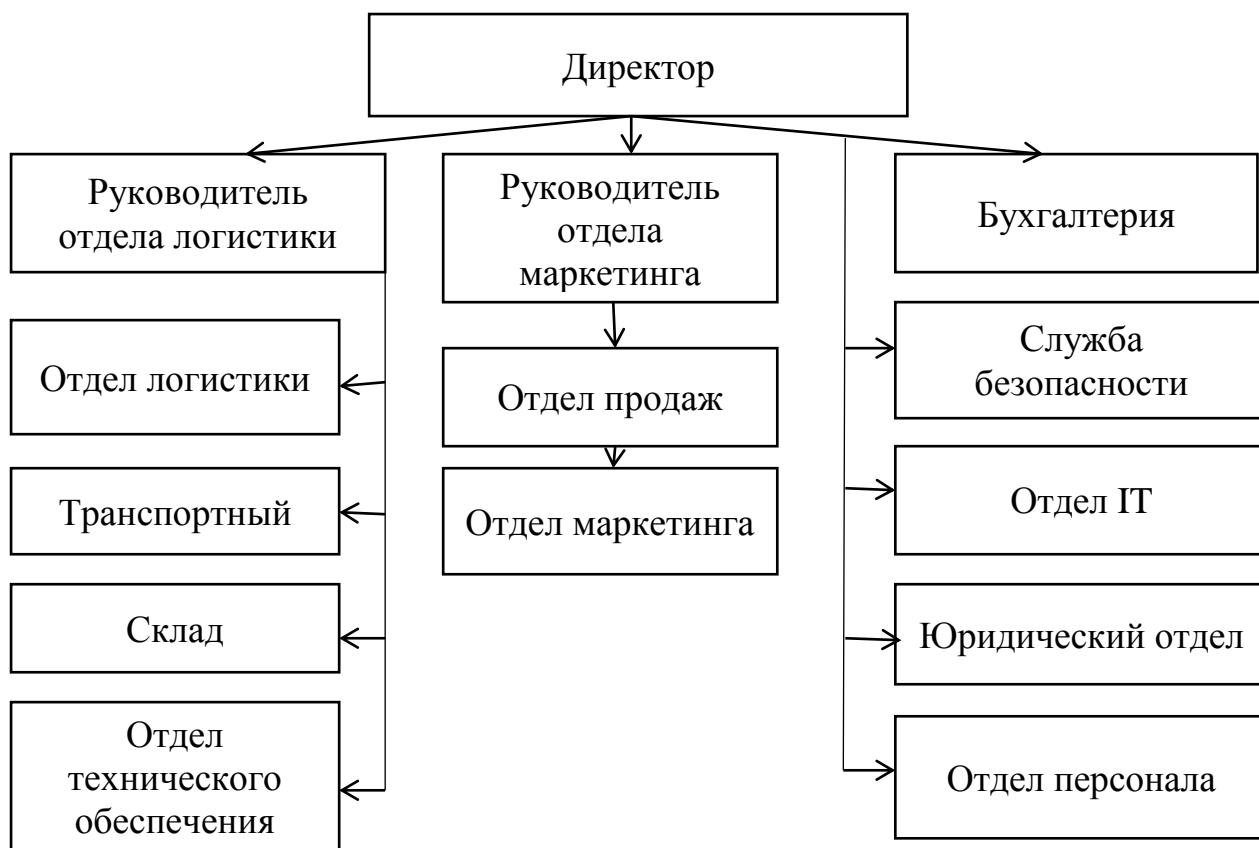 Директор
Руководитель
отдела логистики
Руководитель
отдела
маркетинга
Бухгалтерия
Отдел логистики
Отдел продаж
Служба
безопасности
Транспортный
Отдел маркетинга
Отдел IT
Склад
Юридический отдел
Отдел
технического
обеспечения
Отдел персонала